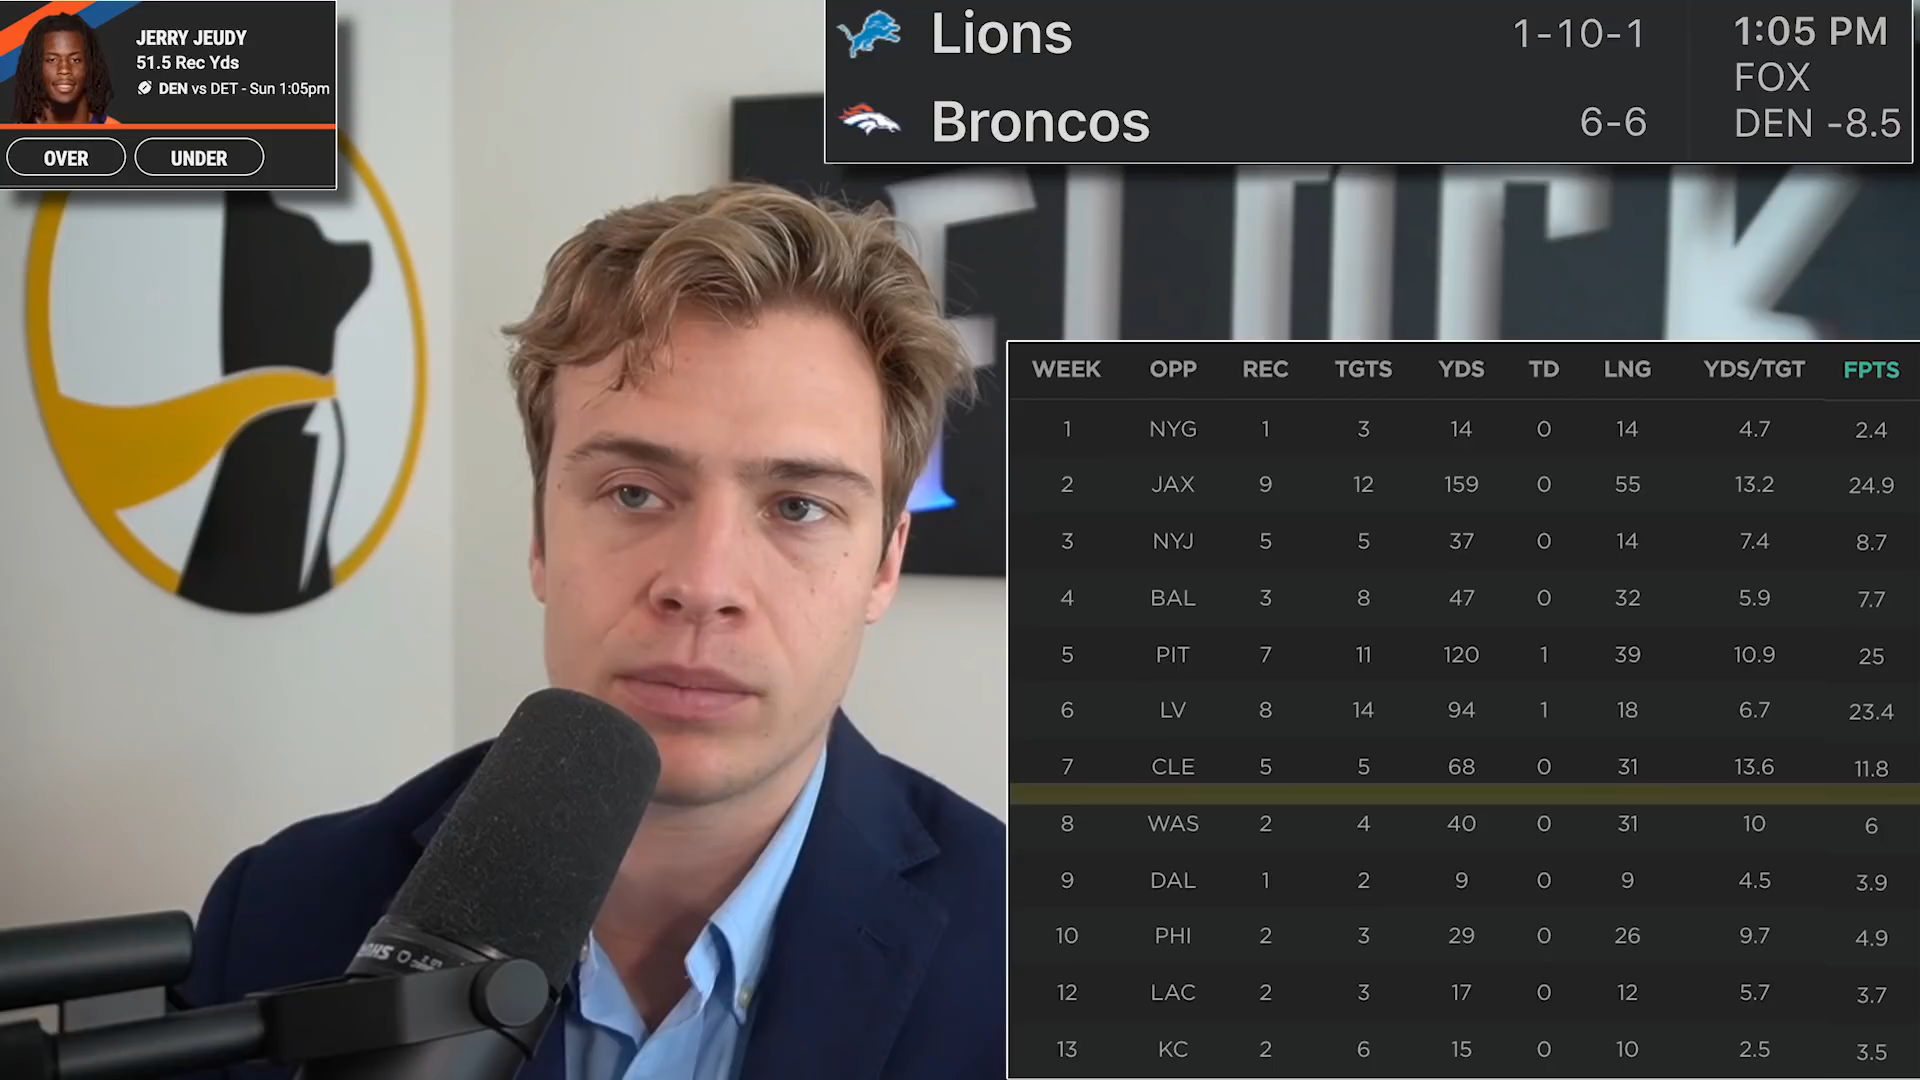 JERRY JEUDY
51.5 Rec Yds
DEN vs DET - Sun 1:05pm
OVER UNDER
Lions 1-10-1 1:05 PM
FOX
Broncos 6-6 DEN -8.5
WEEK OPP REC TGTS YDS TD LNG YDS/TGT FPTS
1 NYG 1 3 14 0 14 4.7 2.4
2 JAX 9 12 159 0 55 13.2 24.9
3 NYJ 5 5 37 0 14 7.4 8.7
4 BAL 3 8 47 0 32 5.9 7.7
5 PIT 7 11 120 1 39 10.9 25
6 LV 8 14 94 1 18 6.7 23.4
7 CLE 5 5 68 0 31 13.6 11.8
8 WAS 2 4 40 0 31 10 6
9 DAL 1 2 9 0 9 4.5 3.9
10 PHI 2 3 29 0 26 9.7 4.9
12 LAC 2 3 17 0 12 5.7 3.7
13 KC 2 6 15 0 10 2.5 3.5